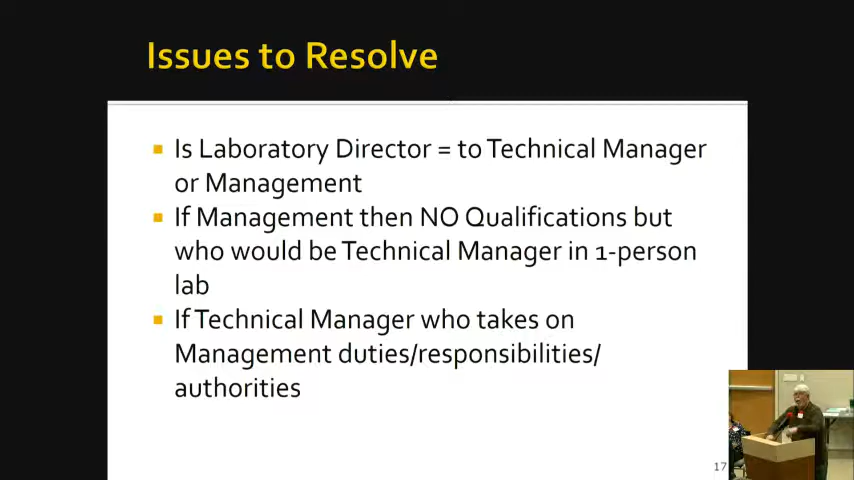 Issues to Resolve
Is Laboratory Director = to Technical Manager
or Management
If Management then NO Qualifications but
who would be Technical Manager in 1-person
lab
If Technical Manager who takes on
Management duties/responsibilities/
authorities
17